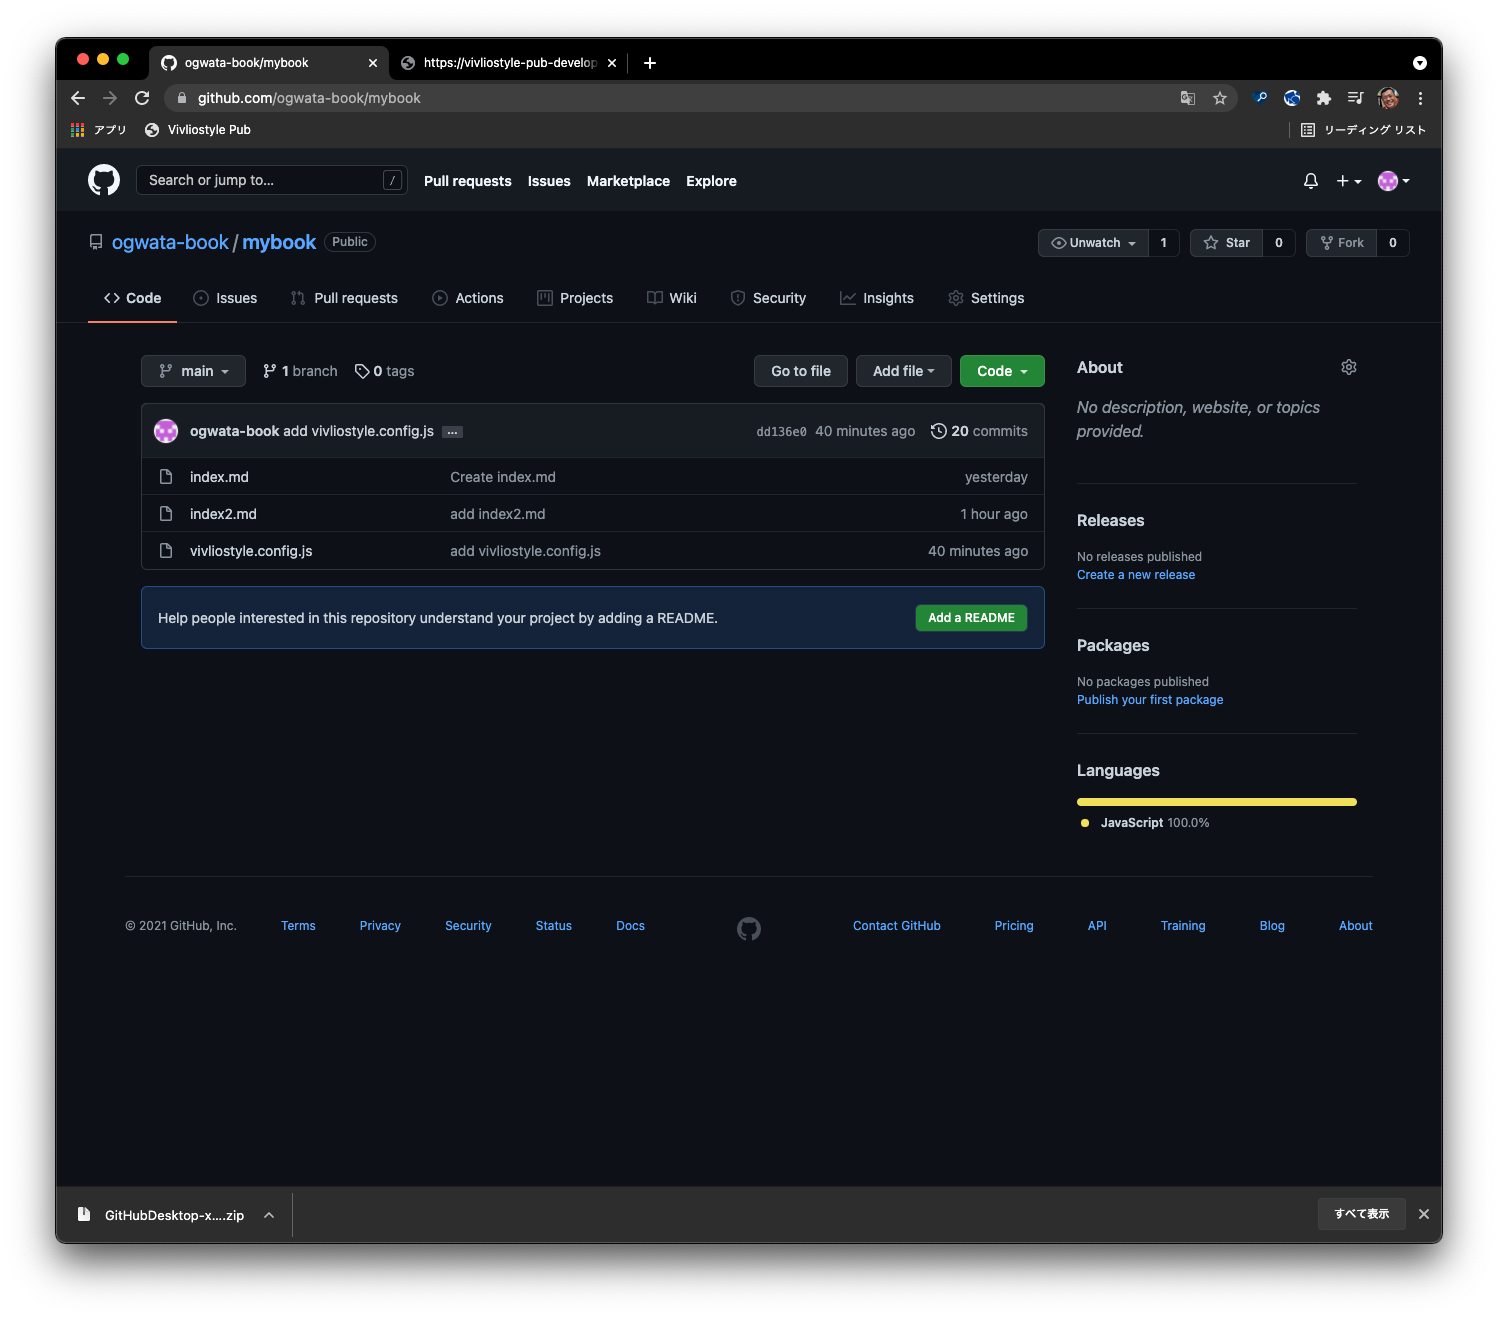 ogwata-book/mybook
https://vivliostyle-pub-develop
github.com/ogwata-book/mybook
アプリ Vivliostyle Pub リーディング リスト
Search or jump to... / Pull requests Issues Marketplace Explore
ogwata-book / mybook Public Unwatch 1 Star 0 Fork 0
Code Issues Pull requests Actions Projects Wiki Security Insights Settings
main 1 branch 0 tags Go to file Add file Code
ogwata-book add vivliostyle.config.js ... dd136e0 40 minutes ago 20 commits
index.md Create index.md yesterday
index2.md add index2.md 1 hour ago
vivliostyle.config.js add vivliostyle.config.js 40 minutes ago
Help people interested in this repository understand your project by adding a README. Add a README
About
No description, website, or topics
provided.
Releases
No releases published
Create a new release
Packages
No packages published
Publish your first package
Languages
JavaScript 100.0%
© 2021 GitHub, Inc. Terms Privacy Security Status Docs Contact GitHub Pricing API Training Blog About
GitHubDesktop-x....zip すべて表示